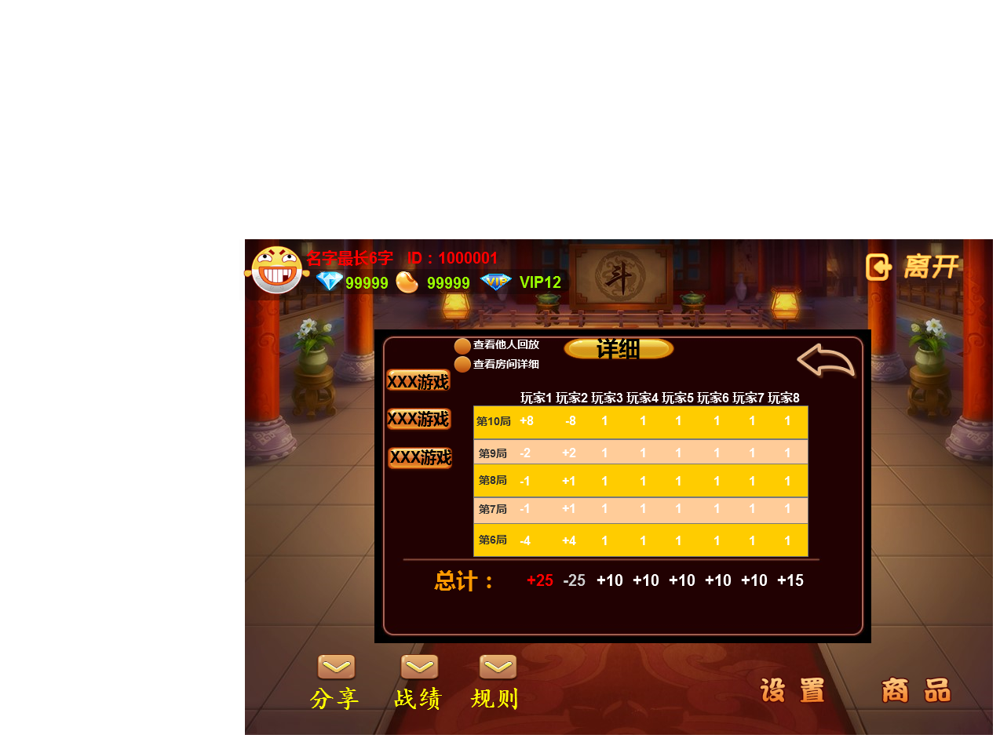 名字最长6字 ID：1000001
99999 99999 VIP VIP12
斗
离开
查看他人回放
查看房间详细
详细
XXX游戏
XXX游戏
XXX游戏
玩家1 玩家2 玩家3 玩家4 玩家5 玩家6 玩家7 玩家8
第10局 +8 -8 1 1 1 1 1 1
第9局 -2 +2 1 1 1 1 1 1
第8局 -1 +1 1 1 1 1 1 1
第7局 -1 +1 1 1 1 1 1 1
第6局 -4 +4 1 1 1 1 1 1
总计： +25 -25 +10 +10 +10 +10 +10 +15
分享 战绩 规则
设置 商品